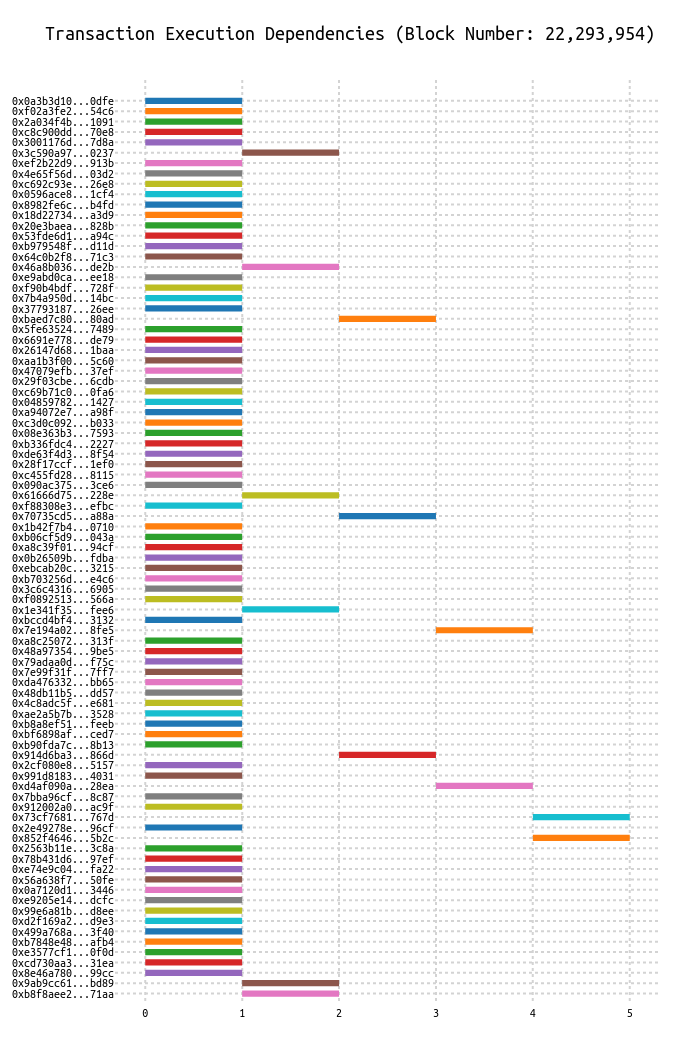 Transaction Execution Dependencies (Block Number: 22,293,954)
0x0a3b3d10...0dfe
0xf02a3fe2...54c6
0x2a034f4b...1091
0xc8c900dd...70e8
0x3001176d...7d8a
0x3c590a97...0237
0xef2b22d9...913b
0x4e65f56d...03d2
0xc692c93e...26e8
0x0596ace8...1cf4
0x8982fe6c...b4fd
0x18d22734...a3d9
0x20e3baea...828b
0x53fde6d1...a94c
0xb979548f...d11d
0x64c0b2f8...71c3
0x46a8b036...de2b
0xe9abd0ca...ee18
0xf90b4bdf...728f
0x7b4a950d...14bc
0x37793187...26ee
0xbaed7c80...80ad
0x5fe63524...7489
0x6691e778...de79
0x26147d68...1baa
0xaa1b3f00...5c60
0x47079efb...37ef
0x29f03cbe...6cdb
0xc69b71c0...0fa6
0x04859782...1427
0xa94072e7...a98f
0xc3d0c092...b033
0x08e363b3...7593
0xb336fdc4...2227
0xde63f4d3...8f54
0x28f17ccf...1ef0
0xc455fd28...8115
0x090ac375...3ce6
0x61666d75...228e
0xf88308e3...efbc
0x70735cd5...a88a
0x1b42f7b4...0710
0xb06cf5d9...043a
0xa8c39f01...94cf
0x0b26509b...fdba
0xebcab20c...3215
0xb703256d...e4c6
0x3c6c4316...6905
0xf0892513...566a
0x1e341f35...fee6
0xbccd4bf4...3132
0x7e194a02...8fe5
0xa8c25072...313f
0x48a97354...9be5
0x79adaa0d...f75c
0x7e99f31f...7ff7
0xda476332...bb65
0x48db11b5...dd57
0x4c8adc5f...e681
0xae2a5b7b...3528
0xb8a8ef51...feeb
0xbf6898af...ced7
0xb90fda7c...8b13
0x914d6ba3...866d
0x2cf080e8...5157
0x991d8183...4031
0xd4af090a...28ea
0x7bba96cf...8c87
0x912002a0...ac9f
0x73cf7681...767d
0x2e49278e...96cf
0x852f4646...5b2c
0x2563b11e...3c8a
0x78b431d6...97ef
0xe74e9c04...fa22
0x56a638f7...50fe
0x0a7120d1...3446
0xe9205e14...dcfc
0x99e6a81b...d8ee
0xd2f169a2...d9e3
0x499a768a...3f40
0xb7848e48...afb4
0xe3577cf1...0f0d
0xcd730aa3...31ea
0x8e46a780...99cc
0x9ab9cc61...bd89
0xb8f8aee2...71aa
0 1 2 3 4 5